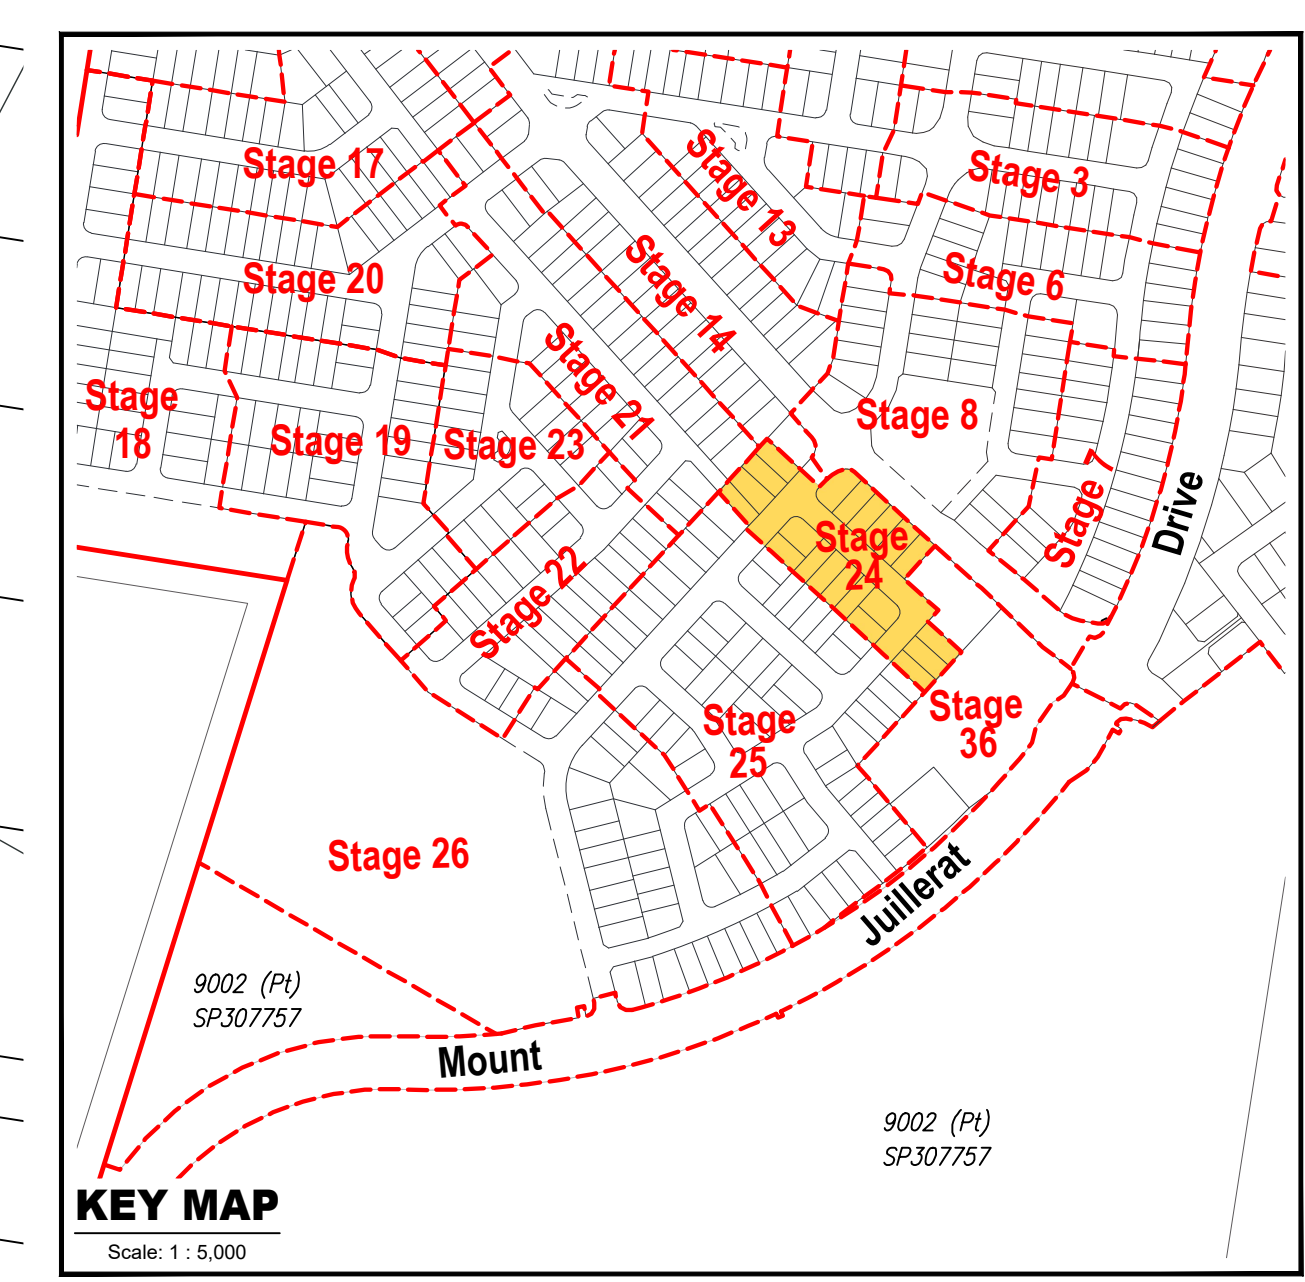 Stage 17
Stage 13
Stage 3
Stage 20
Stage 14
Stage 6
Stage
18
Stage 21
Stage 19
Stage 23
Stage 8
Stage 7
Drive
Stage
24
Stage 22
Stage
25
Stage
36
Stage 26
Juillerat
9002 (Pt)
SP307757
Mount
9002 (Pt)
SP307757
KEY MAP
Scale: 1 : 5,000